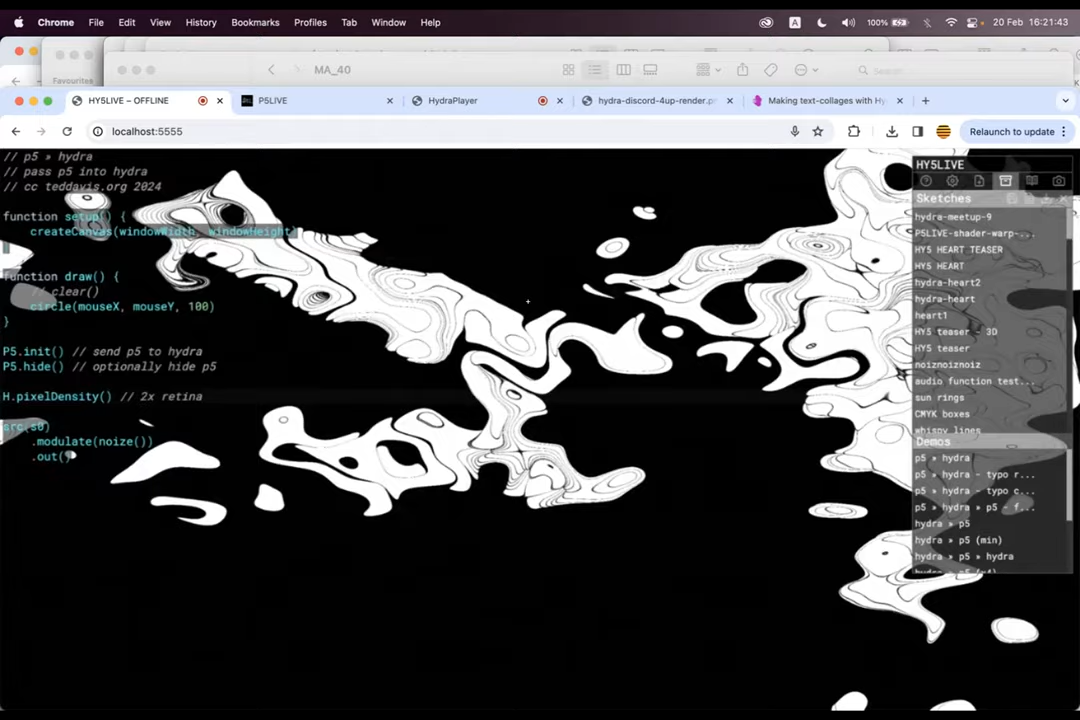 Chrome File Edit View History Bookmarks Profiles Tab Window Help A 100% 20 Feb 16:21:43
Favourites
MA_40
Search
HY5LIVE – OFFLINE
P5LIVE
HydraPlayer
hydra-discord-4up-render.pn
Making text-collages with Hy
localhost:5555
Relaunch to update
// p5 » hydra
// pass p5 into hydra
// cc teddavis.org 2024
function setup() {
createCanvas(windowWidth, windowHeight)
function draw() {
// clear()
circle(mouseX, mouseY, 100)
}
P5.init() // send p5 to hydra
P5.hide() // optionally hide p5
H.pixelDensity() // 2x retina
src(s0)
.modulate(noize())
.out()
HY5LIVE
Sketches
hydra-meetup-9
P5LIVE-shader-warp-...
HY5 HEART TEASER
HY5 HEART
hydra-heart2
hydra-heart
heart1
HY5 teaser - 3D
HY5 teaser
noiznoiznoiz
audio function test...
sun rings
CMYK boxes
whispy lines
Demos
p5 » hydra
p5 » hydra - typo r...
p5 » hydra - typo c...
p5 » hydra » p5 - f...
hydra » p5
hydra » p5 (min)
hydra » p5 » hydra